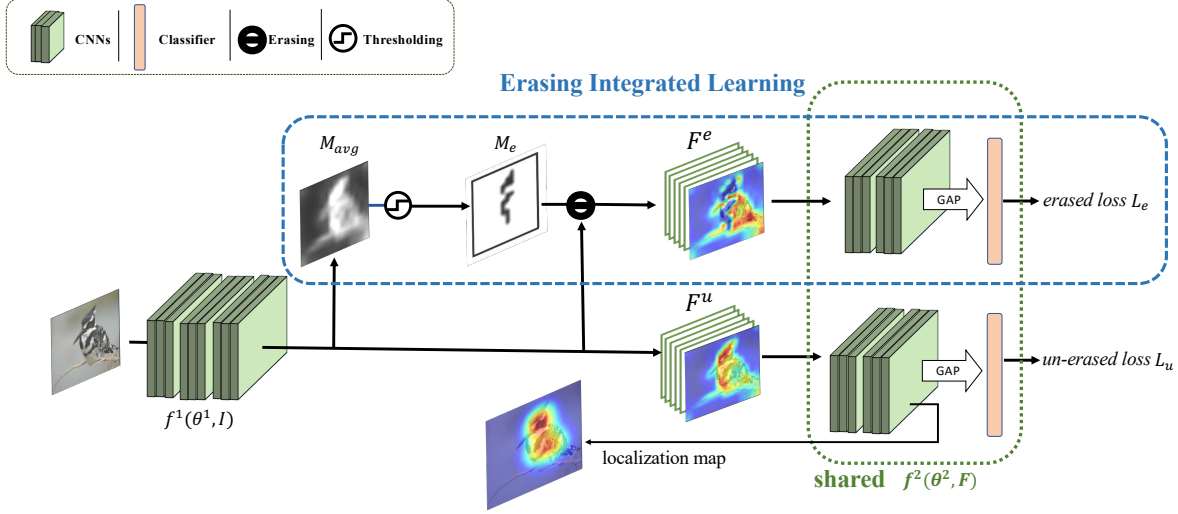 CNNs
Classifier
Erasing
Thresholding
Erasing Integrated Learning
M_avg
M_e
F^e
GAP
erased loss L_e
F^u
GAP
un-erased loss L_u
f^1(θ^1, I)
localization map
shared f^2(θ^2, F)